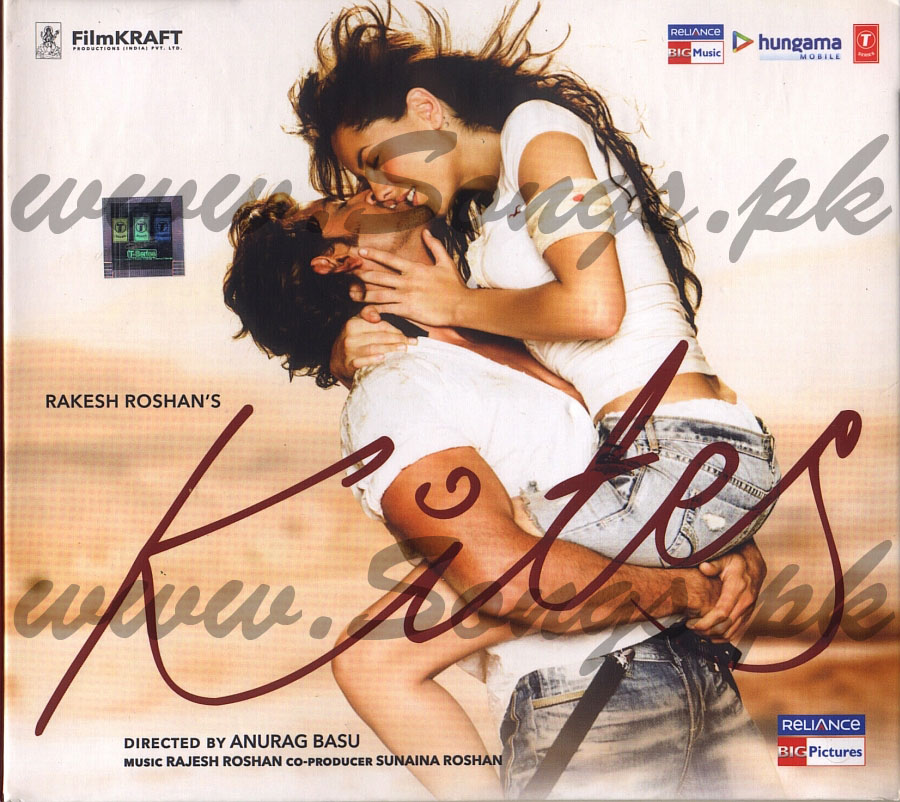 FilmKRAFT
PRODUCTIONS (INDIA) PVT. LTD.
RELIANCE
BIG Music
hungama
MOBILE
T
www.Songs.pk
T-Series
RAKESH ROSHAN'S
Kites
www.Songs.pk
DIRECTED BY ANURAG BASU
MUSIC RAJESH ROSHAN CO-PRODUCER SUNAINA ROSHAN
RELIANCE
BIG Pictures